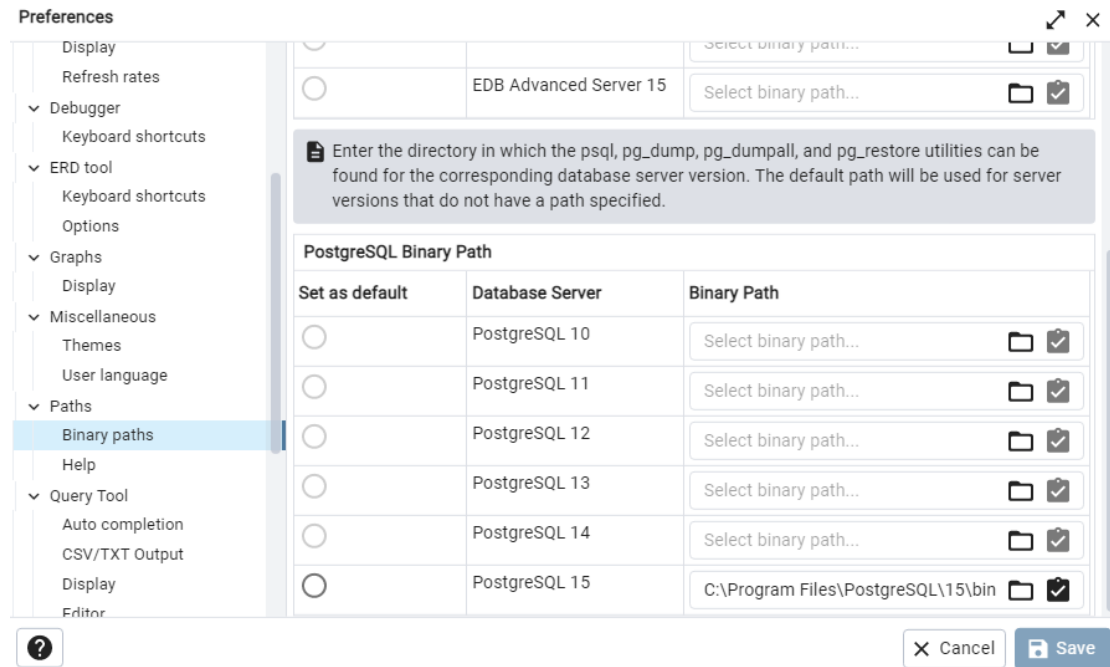 Preferences
Display
Refresh rates
Debugger
Keyboard shortcuts
ERD tool
Keyboard shortcuts
Options
Graphs
Display
Miscellaneous
Themes
User language
Paths
Binary paths
Help
Query Tool
Auto completion
CSV/TXT Output
Display
Editor
Select binary path...
EDB Advanced Server 15
Select binary path...
Enter the directory in which the psql, pg_dump, pg_dumpall, and pg_restore utilities can be
found for the corresponding database server version. The default path will be used for server
versions that do not have a path specified.
PostgreSQL Binary Path
Set as default Database Server Binary Path
PostgreSQL 10 Select binary path...
PostgreSQL 11 Select binary path...
PostgreSQL 12 Select binary path...
PostgreSQL 13 Select binary path...
PostgreSQL 14 Select binary path...
PostgreSQL 15 C:\Program Files\PostgreSQL\15\bin
Cancel Save